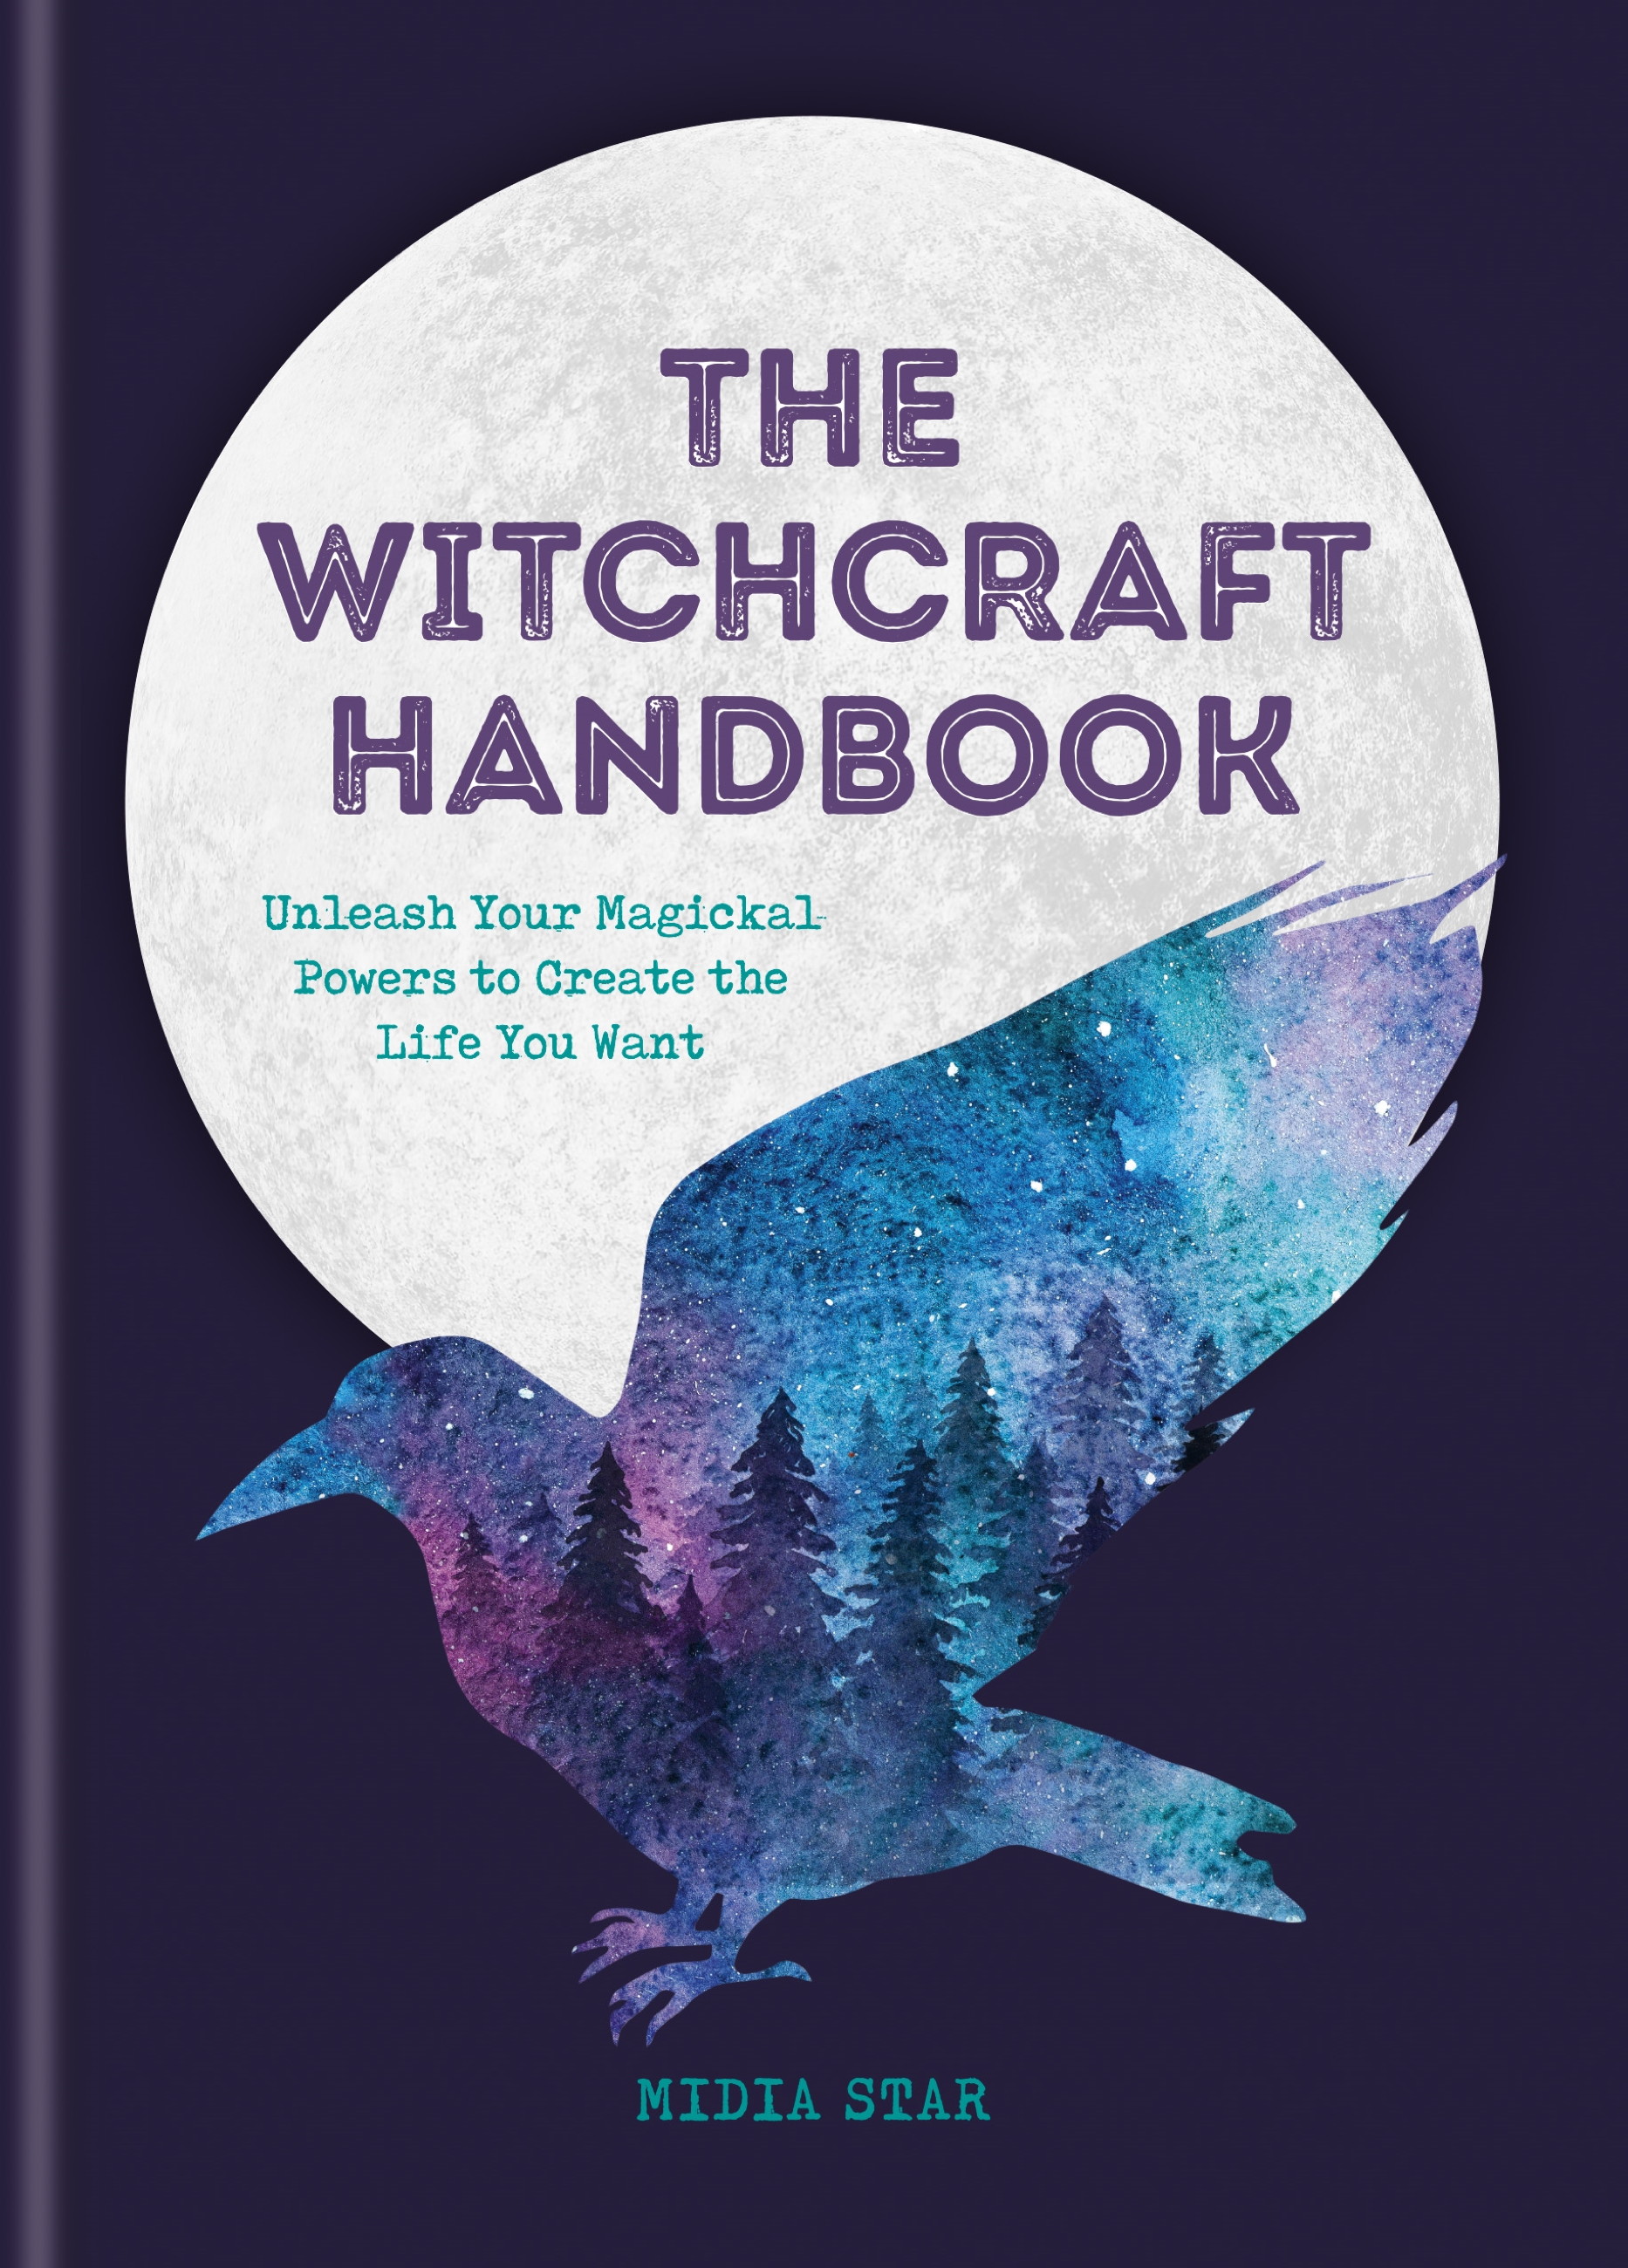 THE
WITCHCRAFT
HANDBOOK
Unleash Your Magickal
Powers to Create the
Life You Want
MIDIA STAR